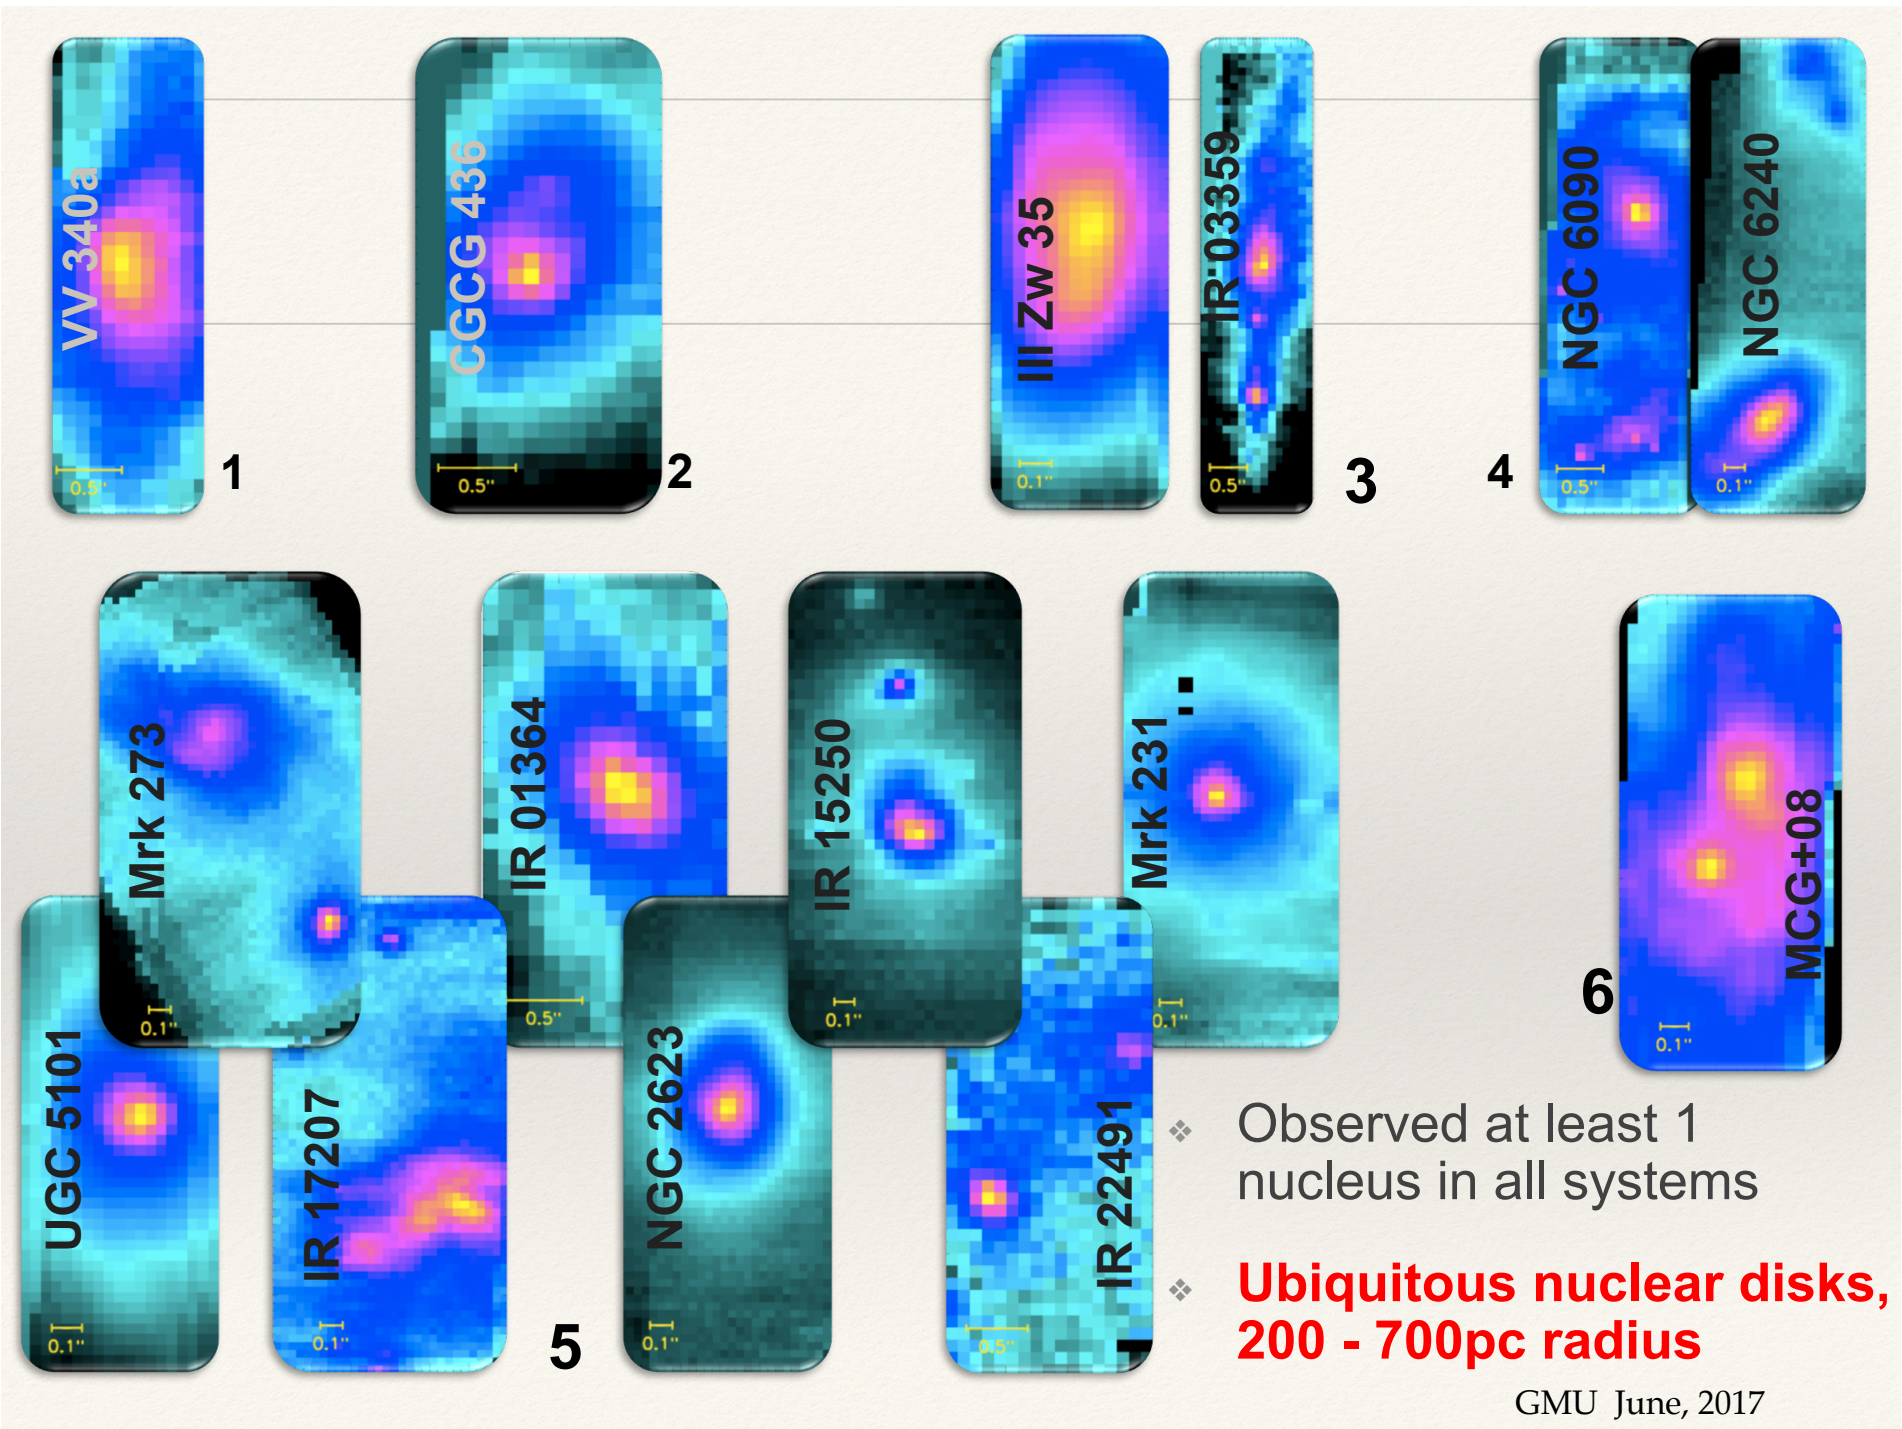 VV 340a
0.5"
1
CGCG 436
0.5"
2
III Zw 35
0.1"
IR 03359
0.5"
3
4
NGC 6090
0.5"
NGC 6240
0.1"
Mrk 273
0.1"
IR 01364
0.5"
IR 15250
0.1"
Mrk 231
0.1"
MCG+08
0.1"
6
UGC 5101
0.1"
IR 17207
0.1"
5
NGC 2623
0.1"
IR 22491
0.5"
❖ Observed at least 1
nucleus in all systems
❖ Ubiquitous nuclear disks,
200 - 700pc radius
GMU June, 2017